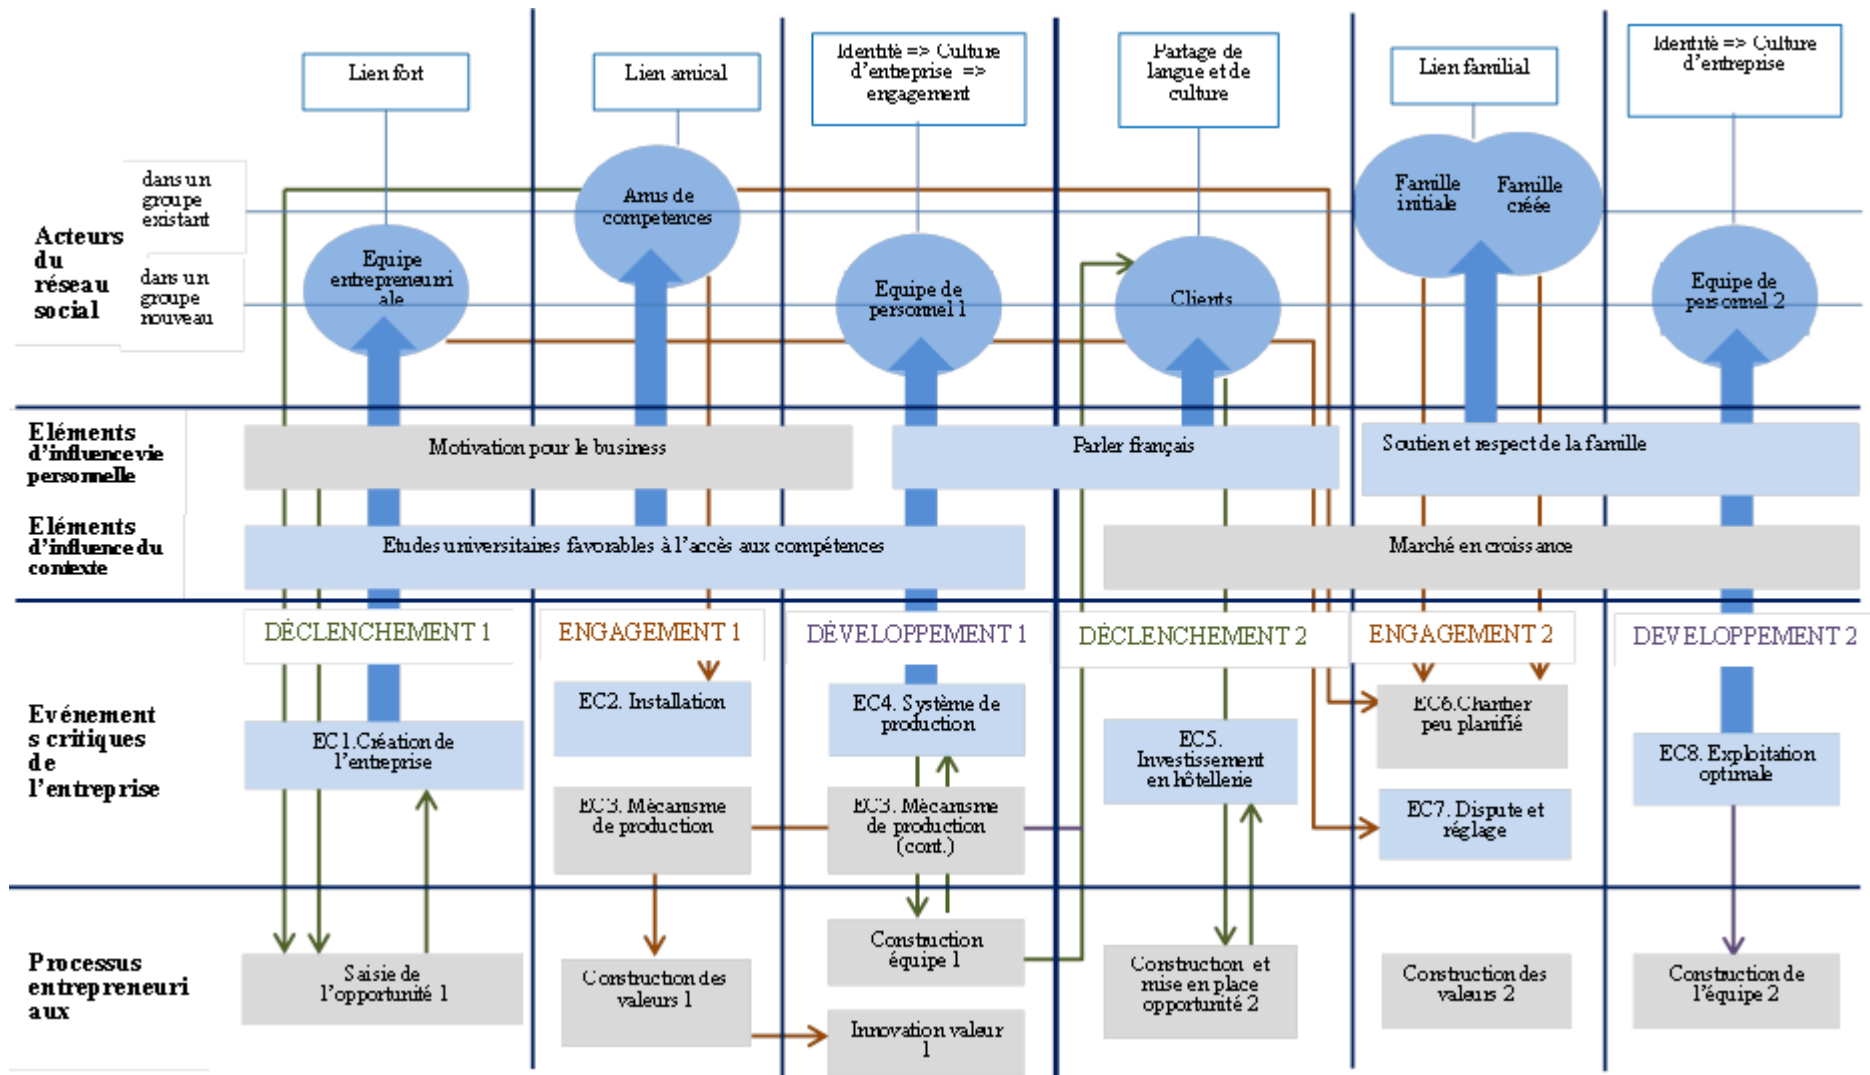 Lien fort
Lien amical
Identité => Culture
d'entreprise =>
engagement
Partage de
langue et de
culture
Lien familial
Identité => Culture
d'entreprise
Acteurs
du
réseau
social
dans un
groupe
existant
dans un
groupe
nouveau
Equipe
entrepreneuri
ale
Amis de
competences
Equipe de
personnel 1
Clients
Famille
initiale
Famille
créée
Equipe de
personnel 2
Eléments
d'influence vie
personnelle
Motivation pour le business
Parler français
Soutien et respect de la famille
Eléments
d'influence du
contexte
Etudes universitaires favorables à l'accès aux compétences
Marché en croissance
DÉCLENCHEMENT 1
ENGAGEMENT 1
DÉVELOPPEMENT 1
DÉCLENCHEMENT 2
ENGAGEMENT 2
DEVELOPPEMENT 2
Evénement
s critiques
de
l'entreprise
EC1.Création de
l'entreprise
EC2. Installation
EC3. Mécanisme
de production
EC4. Système de
production
EC3. Mécanisme
de production
(cont.)
EC5.
Investissement
en hôtellerie
EC6.Chantier
peu planifié
EC7. Dispute et
réglage
EC8. Exploitation
optimale
Processus
entrepreneuri
aux
Saisie de
l'opportunité 1
Construction des
valeurs 1
Construction
équipe 1
Innovation valeur
1
Construction et
mise en place
opportunité 2
Construction des
valeurs 2
Construction de
l'équipe 2